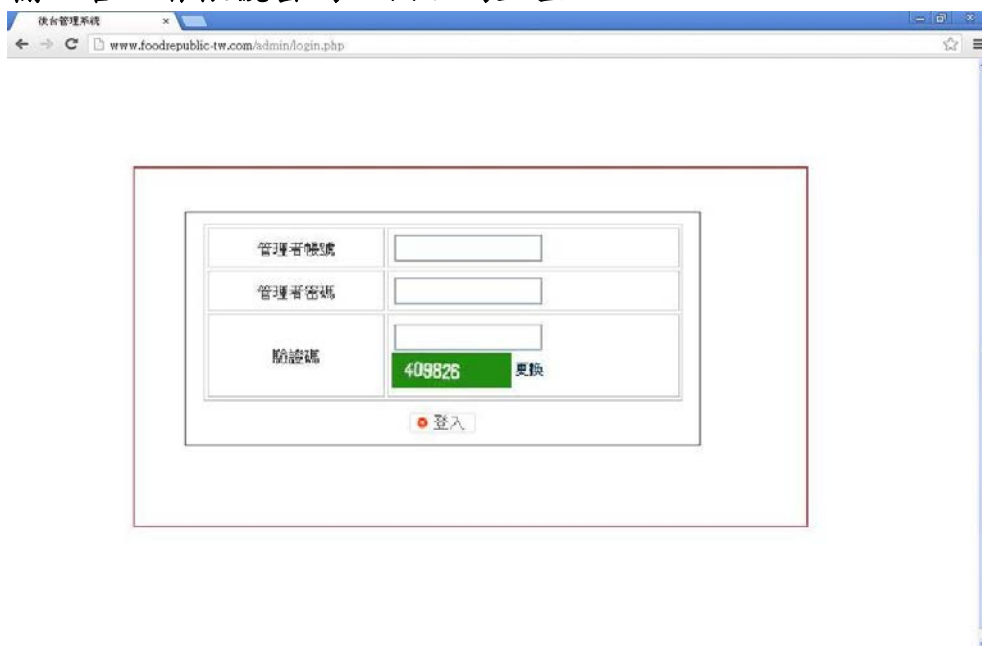 後台管理系統
www.foodrepublic-tw.com/admin/login.php
管理者帳號
管理者密碼
驗證碼
409826 更換
登入